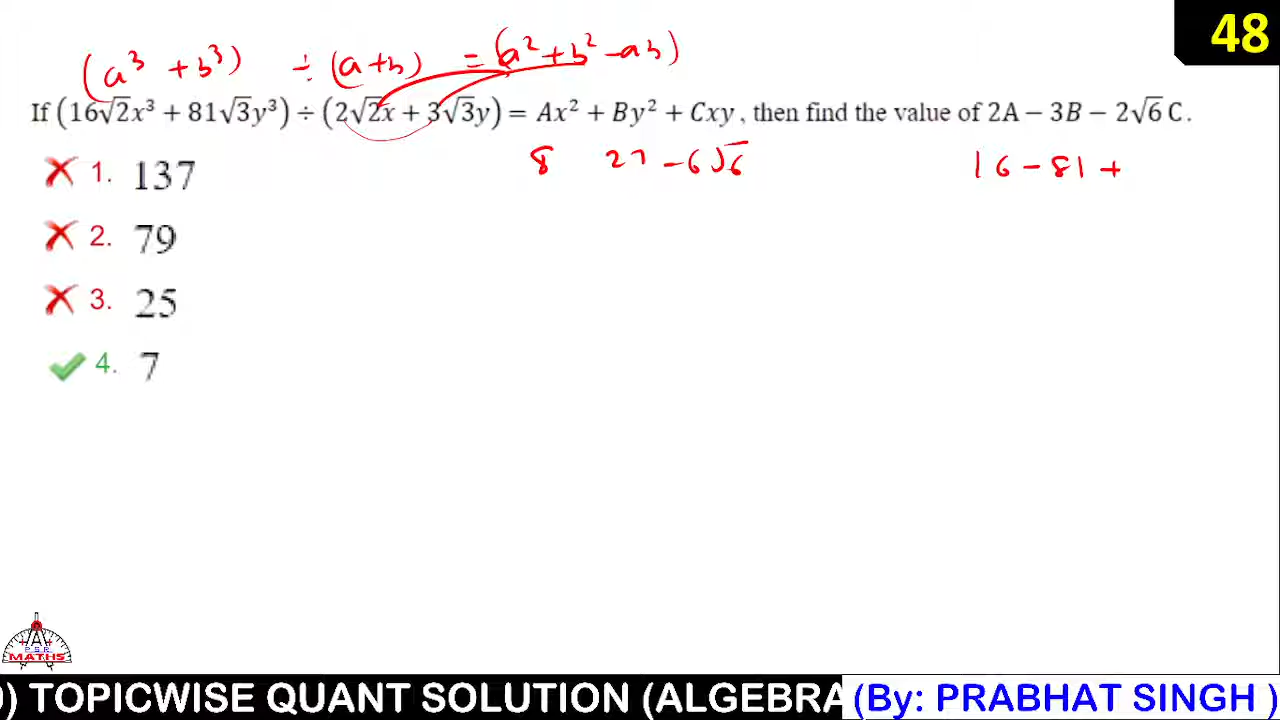 48
(a³ + b³) ÷ (a+b) = (a² + b² - ab)
If (16√2x³ + 81√3y³) ÷ (2√2x + 3√3y) = Ax² + By² + Cxy, then find the value of 2A − 3B − 2√6 C.
8 27 -6√6 16 - 81 +
1. 137
2. 79
3. 25
4. 7
A
P S R
MATHS
) TOPICWISE QUANT SOLUTION (ALGEBRA (By: PRABHAT SINGH )